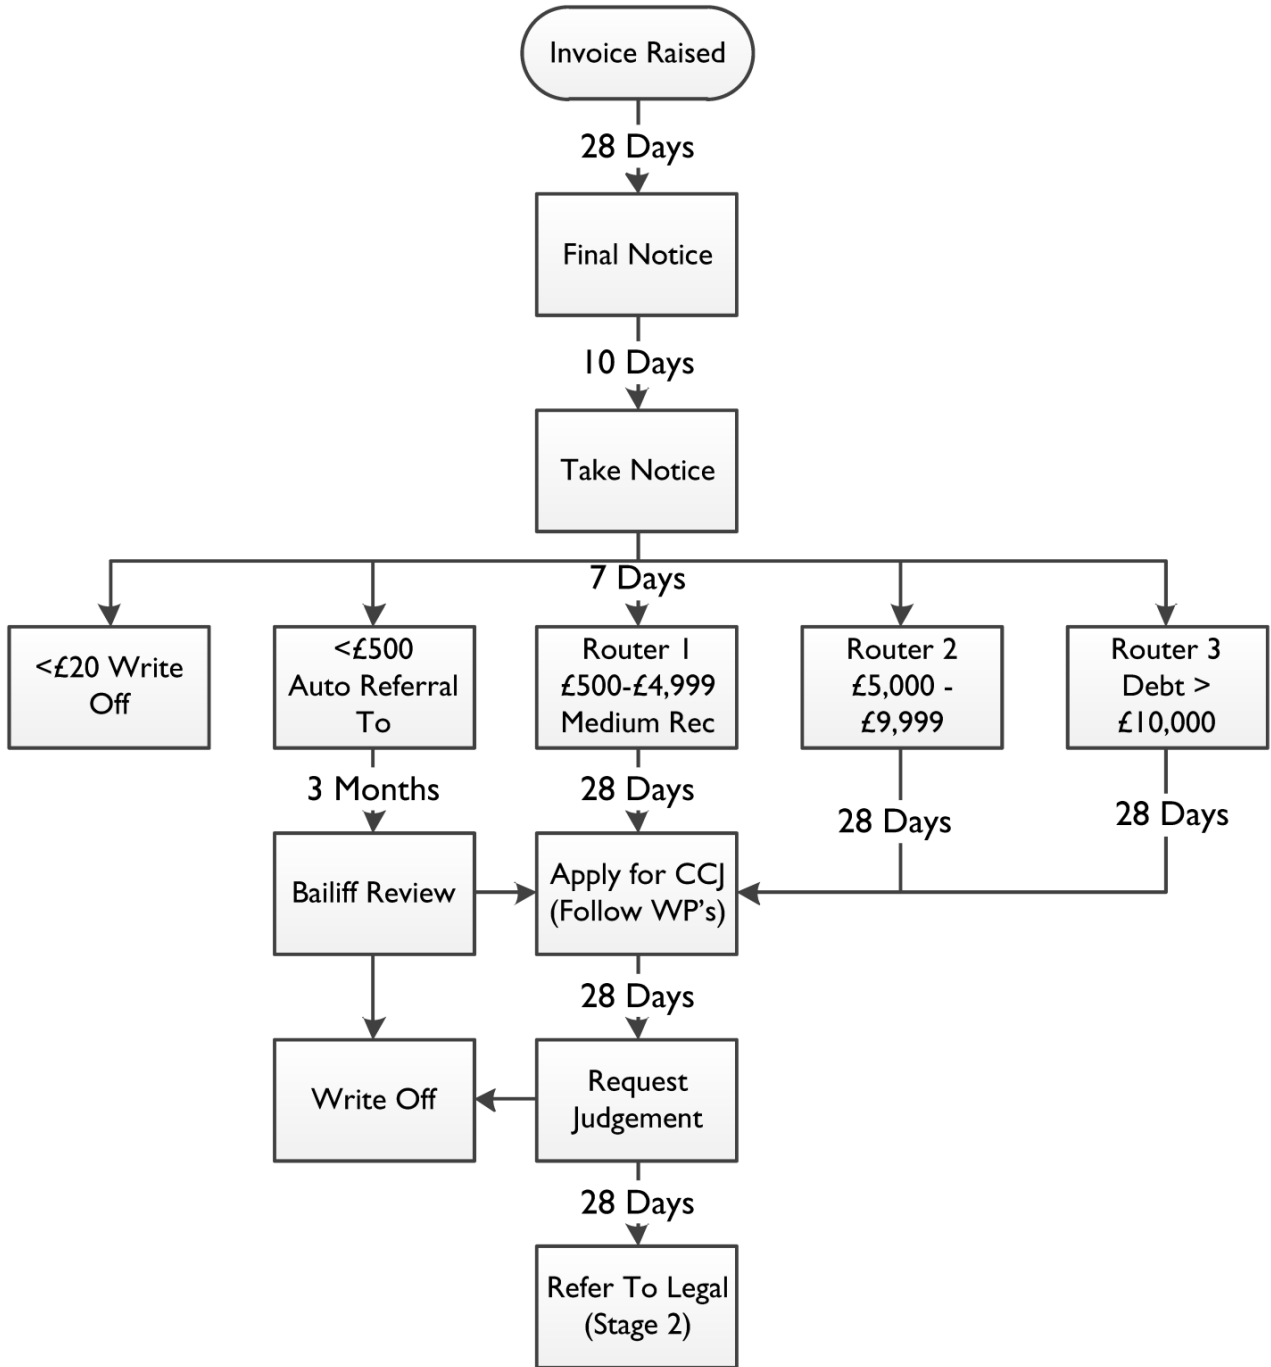 Invoice Raised
28 Days
Final Notice
10 Days
Take Notice
7 Days
<£20 Write
Off
<£500
Auto Referral
To
Router 1
£500-£4,999
Medium Rec
Router 2
£5,000 -
£9,999
Router 3
Debt >
£10,000
3 Months
28 Days
28 Days
28 Days
Bailiff Review
Apply for CCJ
(Follow WP's)
28 Days
Write Off
Request
Judgement
28 Days
Refer To Legal
(Stage 2)